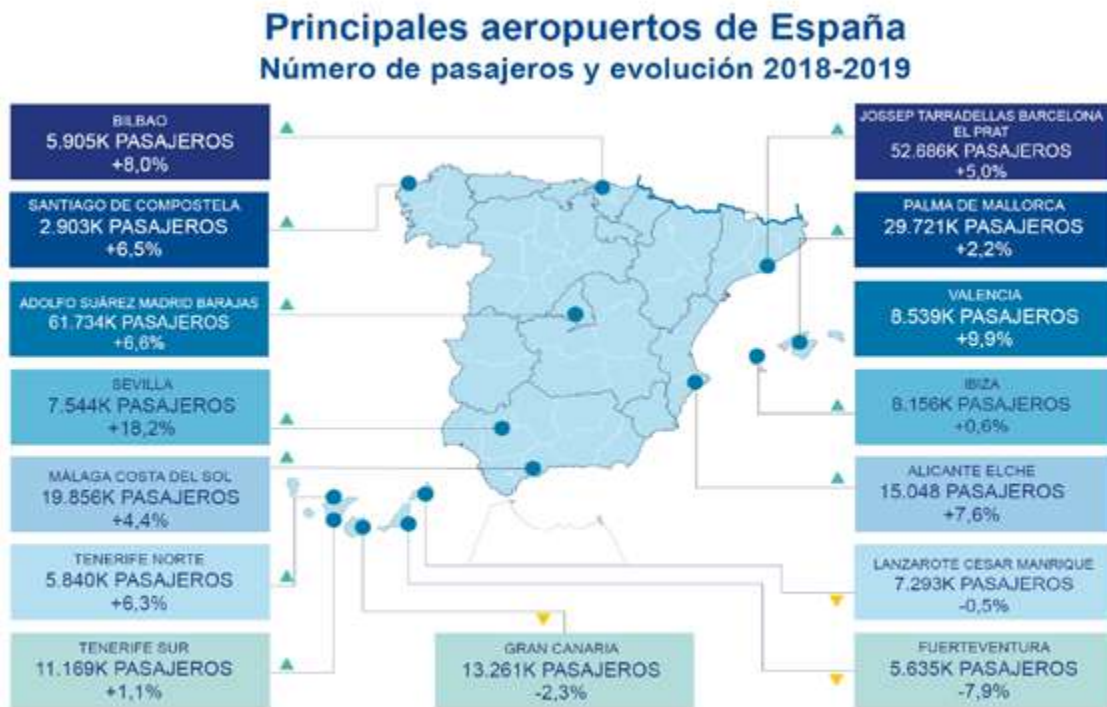 Principales aeropuertos de España
Número de pasajeros y evolución 2018-2019
BILBAO
5.905K PASAJEROS
+8,0%
SANTIAGO DE COMPOSTELA
2.903K PASAJEROS
+6,5%
ADOLFO SUÁREZ MADRID BARAJAS
61.734K PASAJEROS
+6,6%
SEVILLA
7.544K PASAJEROS
+18,2%
MÁLAGA COSTA DEL SOL
19.856K PASAJEROS
+4,4%
TENERIFE NORTE
5.840K PASAJEROS
+6,3%
TENERIFE SUR
11.169K PASAJEROS
+1,1%
GRAN CANARIA
13.261K PASAJEROS
-2,3%
JOSSEP TARRADELLAS BARCELONA
EL PRAT
52.686K PASAJEROS
+5,0%
PALMA DE MALLORCA
29.721K PASAJEROS
+2,2%
VALENCIA
8.539K PASAJEROS
+9,9%
IBIZA
8.156K PASAJEROS
+0,6%
ALICANTE ELCHE
15.048 PASAJEROS
+7,6%
LANZAROTE CESAR MANRIQUE
7.293K PASAJEROS
-0,5%
FUERTEVENTURA
5.635K PASAJEROS
-7,9%